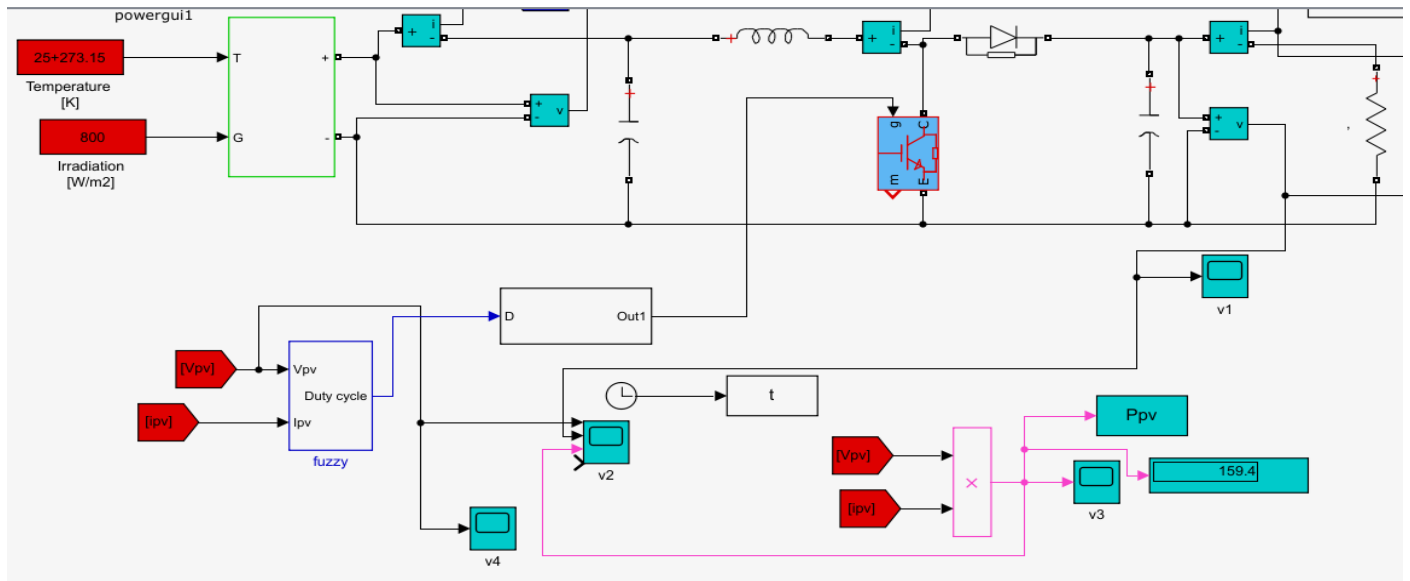 powergui1
25+273.15
Temperature
[K]
800
Irradiation
[W/m2]
T
G
+
-
+
-
i
+
-
v
+
+
-
i
g
C
m
E
+
+
-
i
+
-
v
+
v1
D
Out1
[Vpv]
[ipv]
Vpv
Ipv
Duty cycle
fuzzy
t
v2
v4
[Vpv]
[ipv]
×
Ppv
159.4
v3